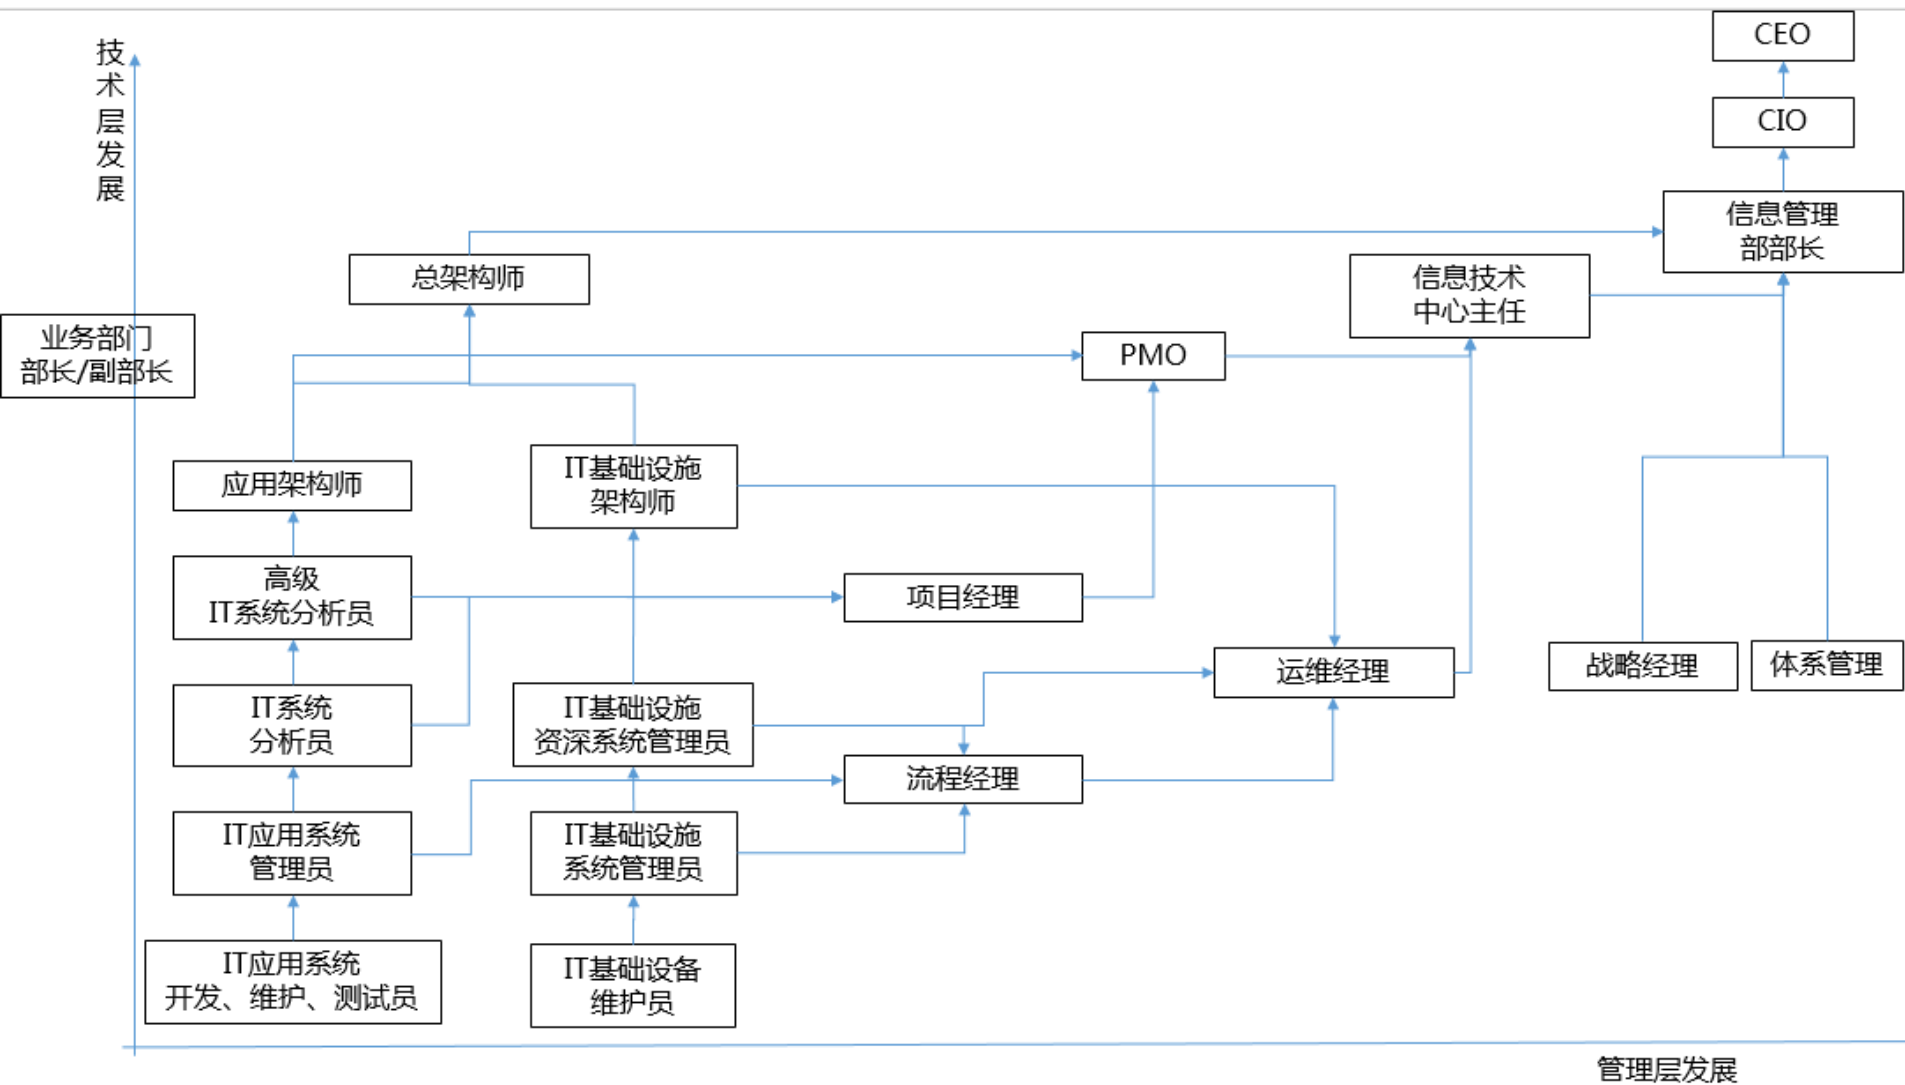 CEO
技
术
层
发
展
CIO
信息管理
部部长
总架构师
信息技术
中心主任
业务部门
部长/副部长
PMO
应用架构师
IT基础设施
架构师
高级
IT系统分析员
项目经理
运维经理
战略经理
体系管理
IT系统
分析员
IT基础设施
资深系统管理员
流程经理
IT应用系统
管理员
IT基础设施
系统管理员
IT应用系统
开发、维护、测试员
IT基础设备
维护员
管理层发展